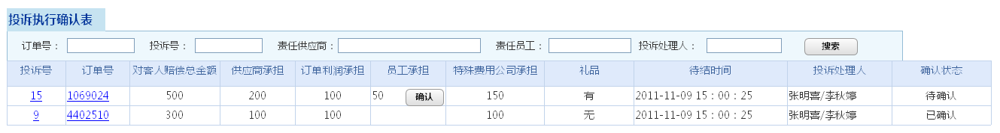 投诉执行确认表
订单号： 投诉号： 责任供应商： 责任员工： 投诉处理人： 搜索
投诉号 订单号 对客人赔偿总金额 供应商承担 订单利润承担 员工承担 特殊费用公司承担 礼品 待结时间 投诉处理人 确认状态
15 1069024 500 200 100 50 确认 150 有 2011-11-09 15：00：25 张明喜/李秋婷 待确认
9 4402510 300 100 100 100 无 2011-11-09 15：00：25 张明喜/李秋婷 已确认